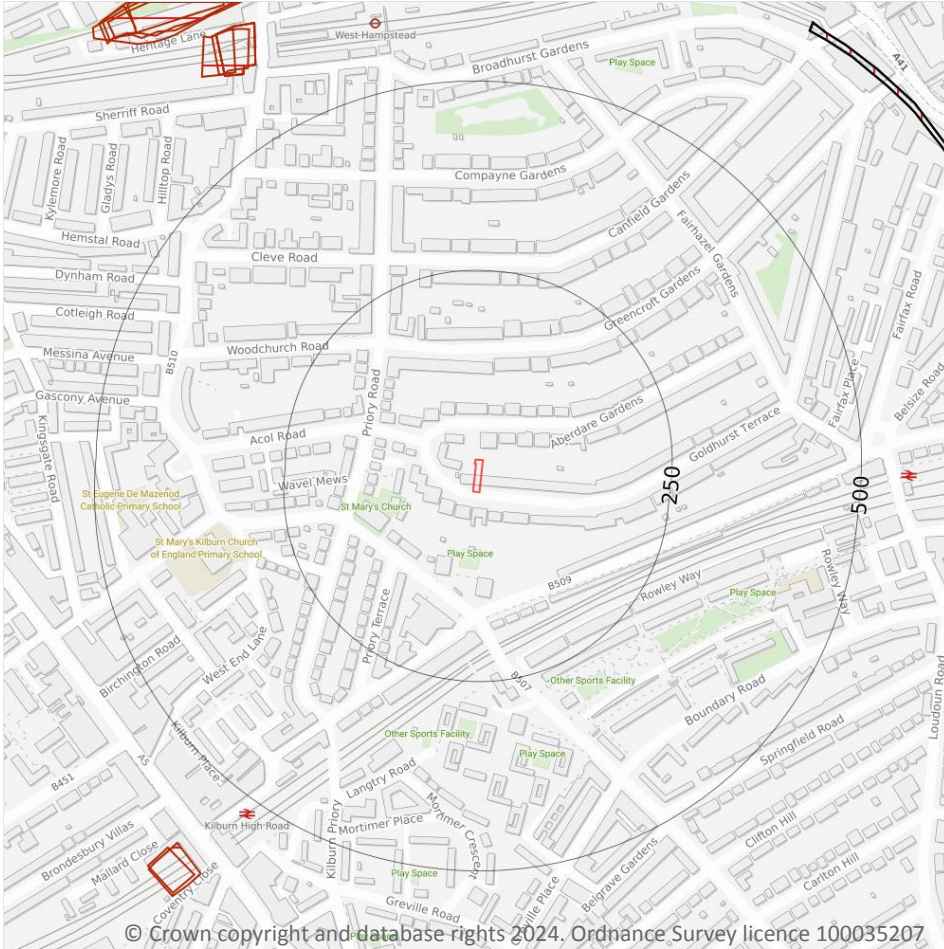 Heritage Lane
West Hampstead
Broadhurst Gardens
Play Space
A41
Sherriff Road
Kylemore Road
Gladys Road
Hilltop Road
Compayne Gardens
Canfield Gardens
Fairhazel Gardens
Hemstal Road
Cleve Road
Dynham Road
Cotleigh Road
Greencroft Gardens
Fairfax Road
Messina Avenue
B510
Woodchurch Road
Gascony Avenue
Priory Road
Fairfax Place
Belsize Road
Kingsgate Road
Acol Road
Aberdare Gardens
Goldhurst Terrace
Wavel Mews
250
500
St Eugene De Mazenod
Catholic Primary School
St Mary's Church
St Mary's Kilburn Church
of England Primary School
Play Space
B509
Rowley Way
Rowley Way
Play Space
Priory Terrace
West End Lane
Birchington Road
B507
Other Sports Facility
Boundary Road
Loudoun Road
Kilburn Place
A5
Other Sports Facility
Play Space
Springfield Road
Langtry Road
B451
Kilburn High Road
Kilburn Priory
Mortimer Place
Mortimer Crescent
Brondesbury Villas
Mallard Close
Coventry Close
Clifton Hill
Carlton Hill
Belgrave Gardens
Play Space
Greville Road
ville Place
© Crown copyright and database rights 2024. Ordnance Survey licence 100035207